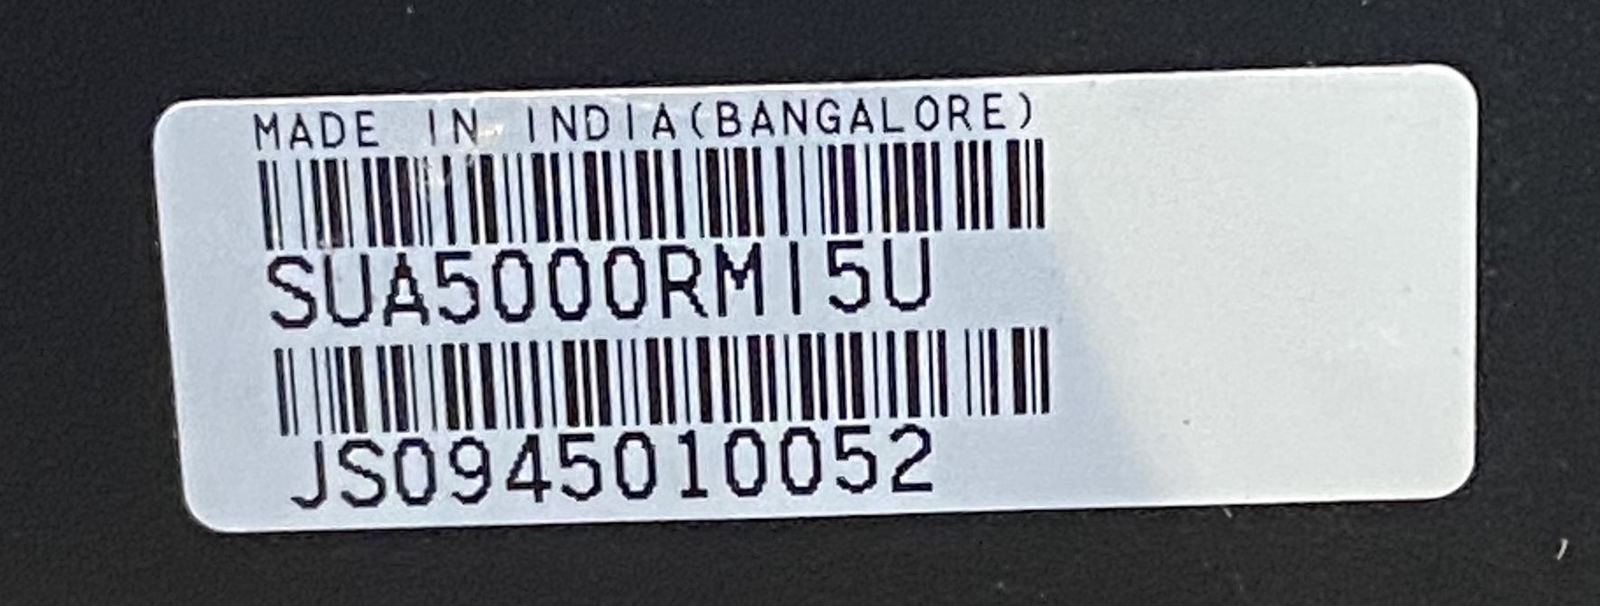 MADE IN INDIA(BANGALORE)
SUA5000RMI5U
JS0945010052